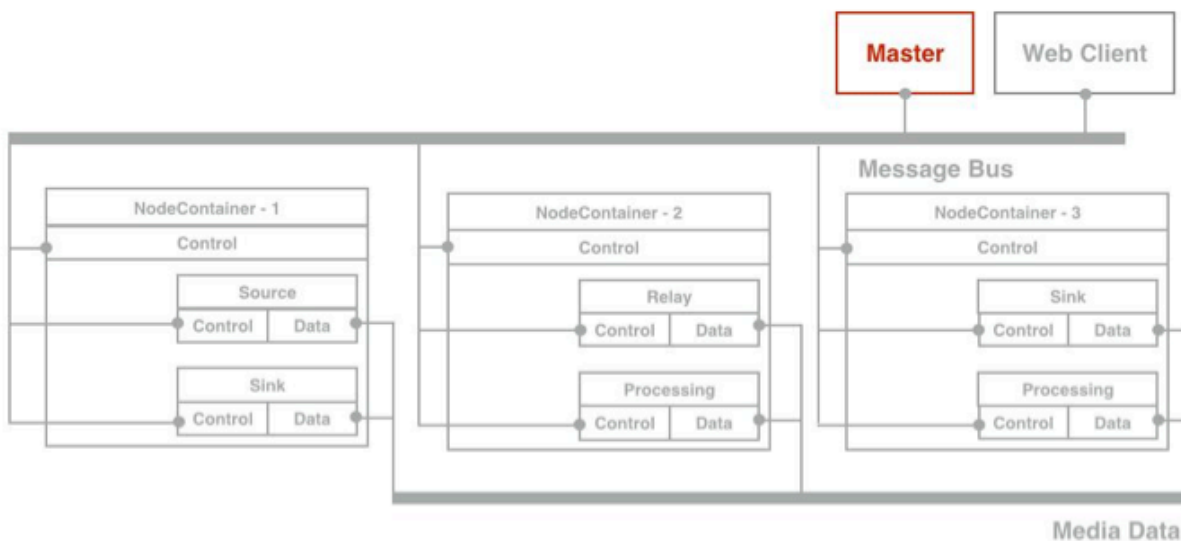 Master
Web Client
Message Bus
NodeContainer - 1
Control
Source
Control Data
Sink
Control Data
NodeContainer - 2
Control
Relay
Control Data
Processing
Control Data
NodeContainer - 3
Control
Sink
Control Data
Processing
Control Data
Media Data